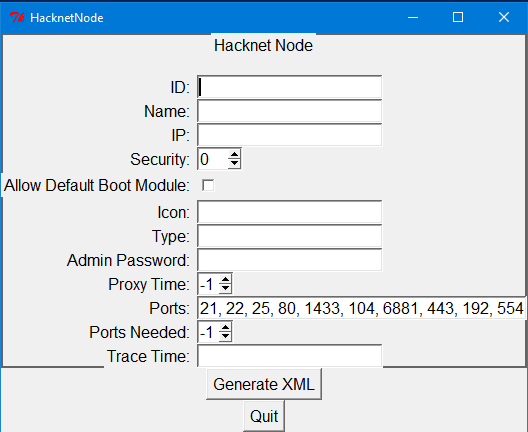 HacknetNode
Hacknet Node
ID:
Name:
IP:
Security: 0
Allow Default Boot Module:
Icon:
Type:
Admin Password:
Proxy Time: -1
Ports: 21, 22, 25, 80, 1433, 104, 6881, 443, 192, 554
Ports Needed: -1
Trace Time:
Generate XML
Quit